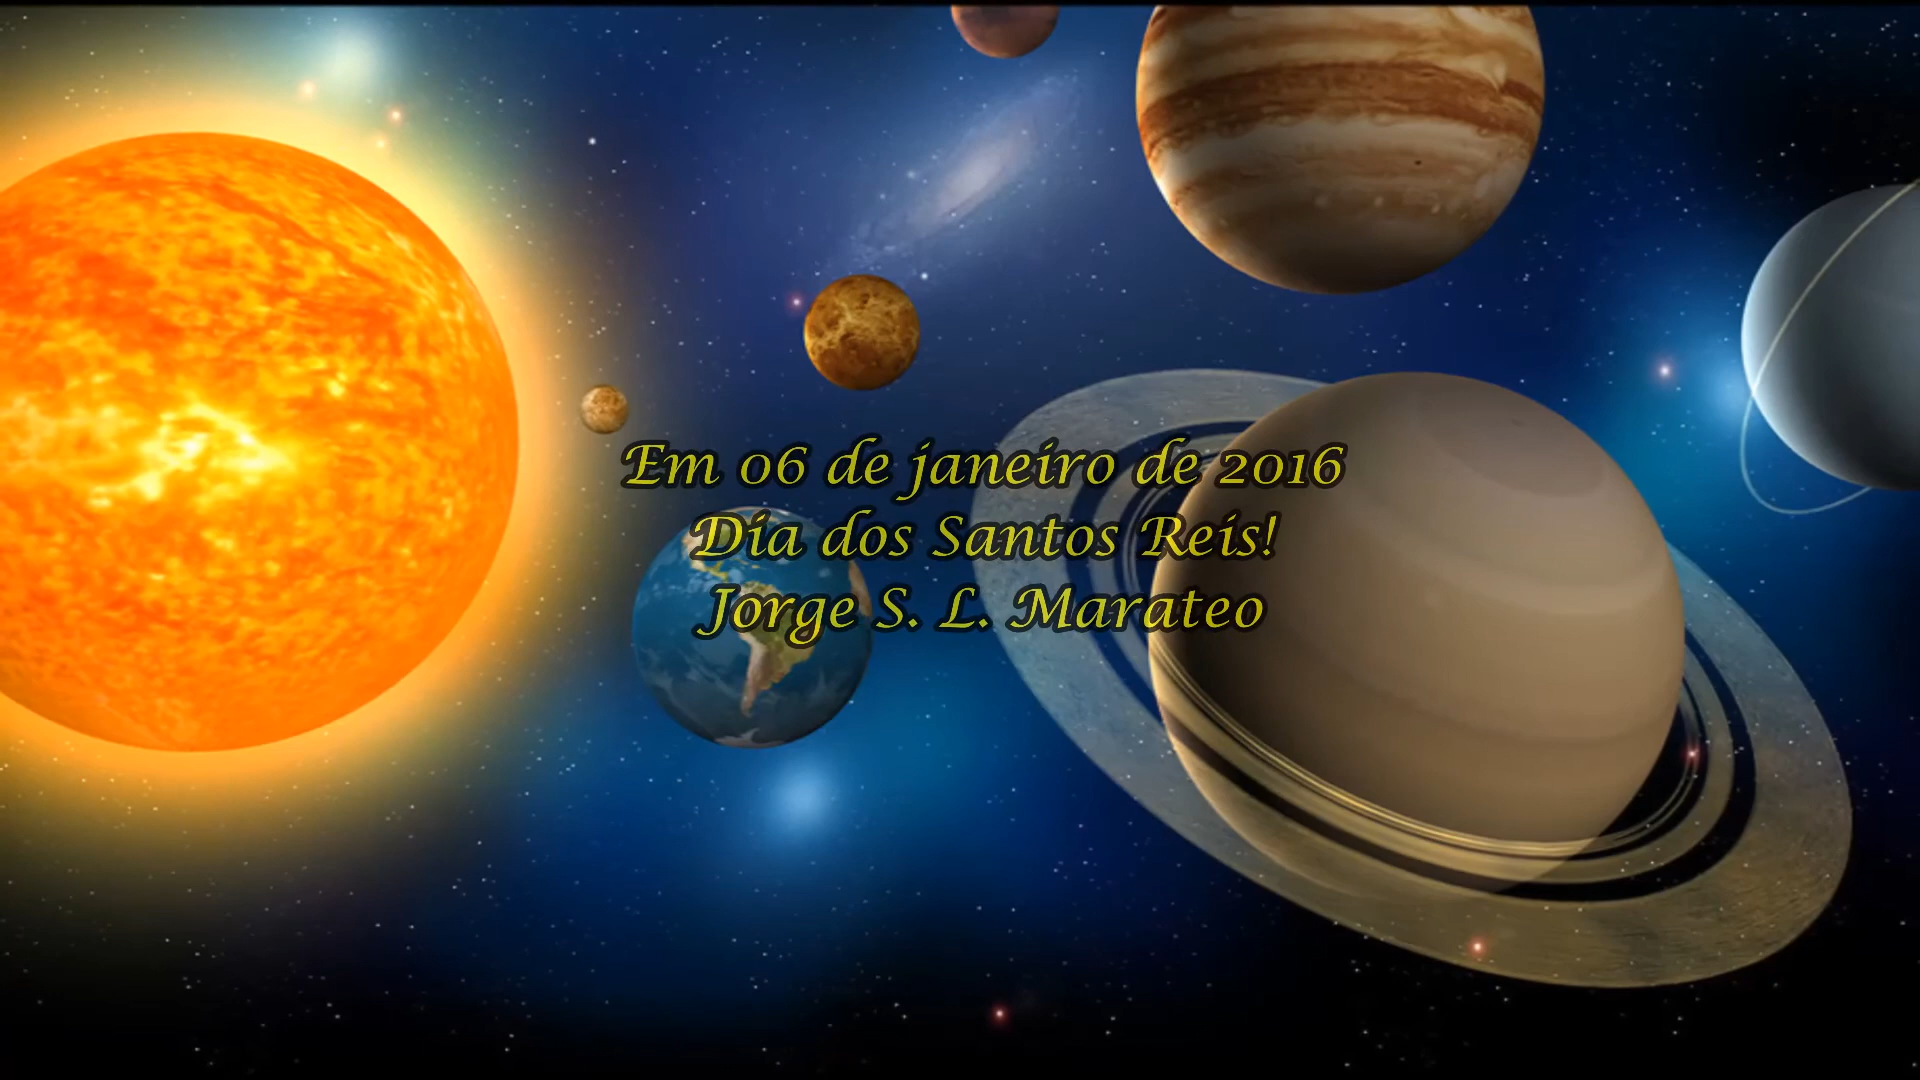 Em 06 de janeiro de 2016
Dia dos Santos Reis!
Jorge S. L. Marateo